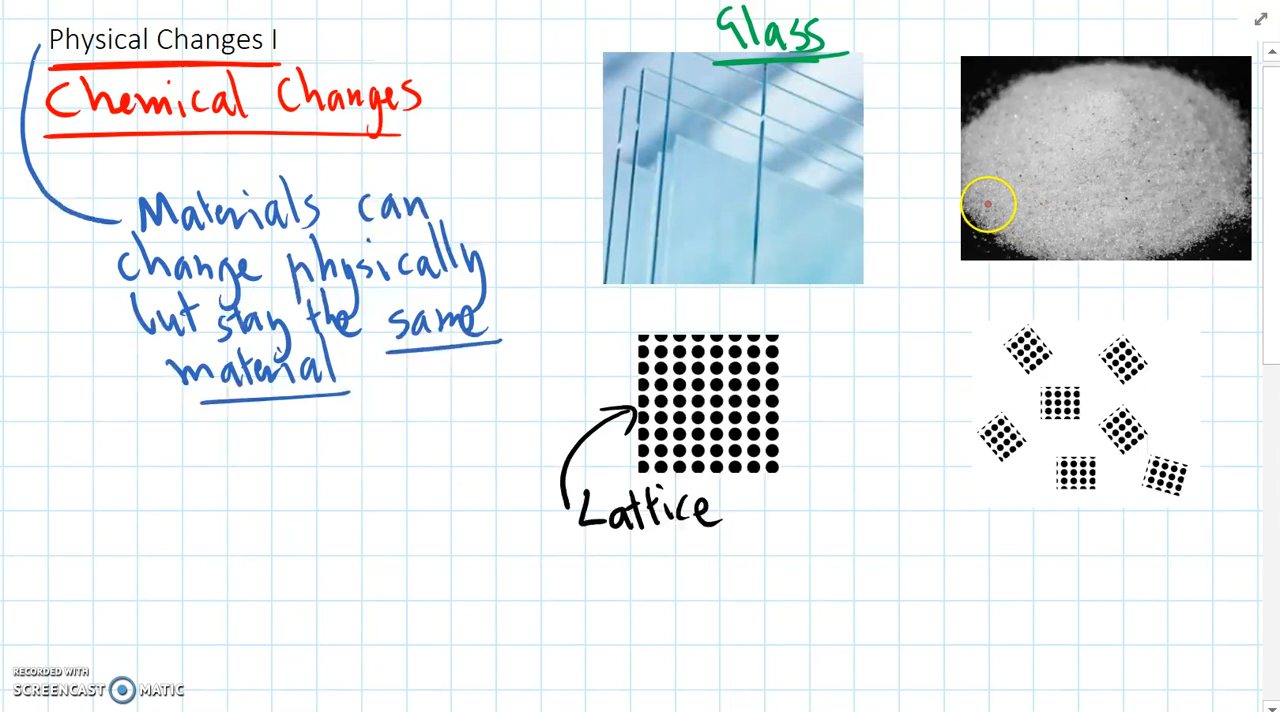 Physical Changes I
Chemical Changes
Materials can
change physically
but stay the same
material
Glass
Lattice
RECORDED WITH
SCREENCAST MATIC